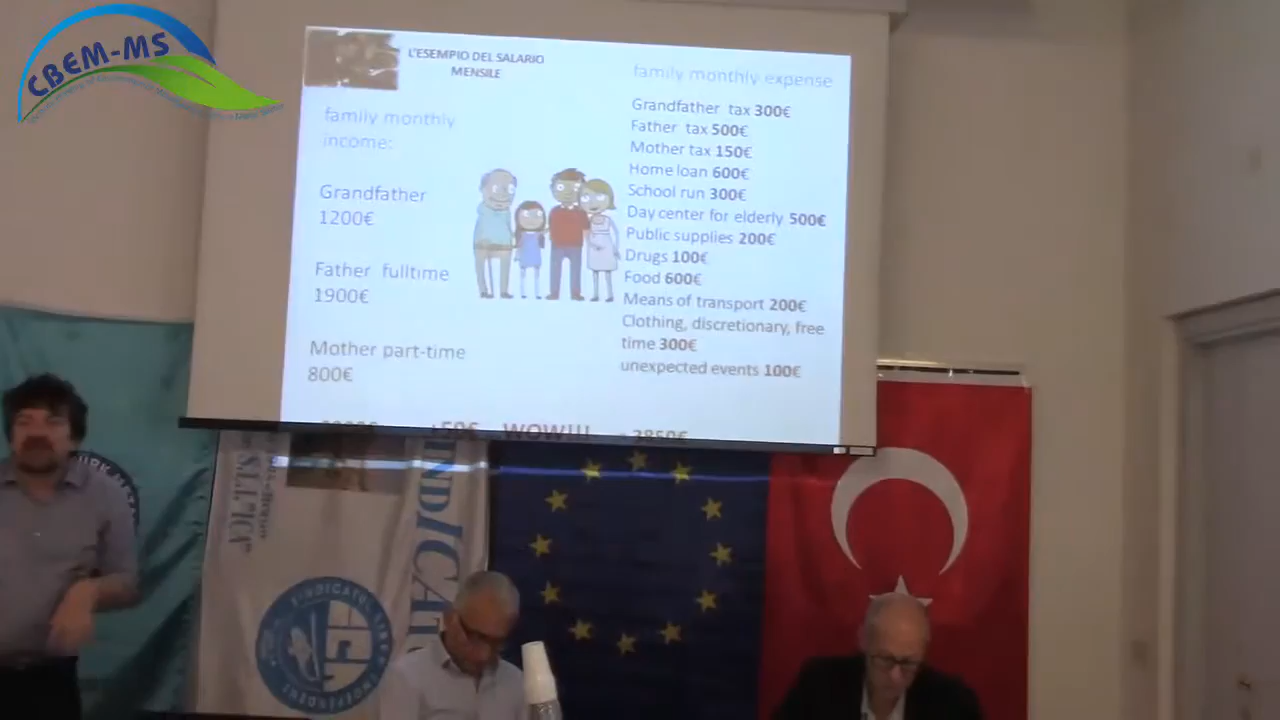 CBEM-MS
L'ESEMPIO DEL SALARIO
MENSILE
family monthly
income:
Grandfather
1200€
Father fulltime
1900€
Mother part-time
800€
family monthly expense
Grandfather tax 300€
Father tax 500€
Mother tax 150€
Home loan 600€
School run 300€
Day center for elderly 500€
Public supplies 200€
Drugs 100€
Food 600€
Means of transport 200€
Clothing, discretionary, free
time 300€
unexpected events 100€
+50€ WOW!!! - 3850€